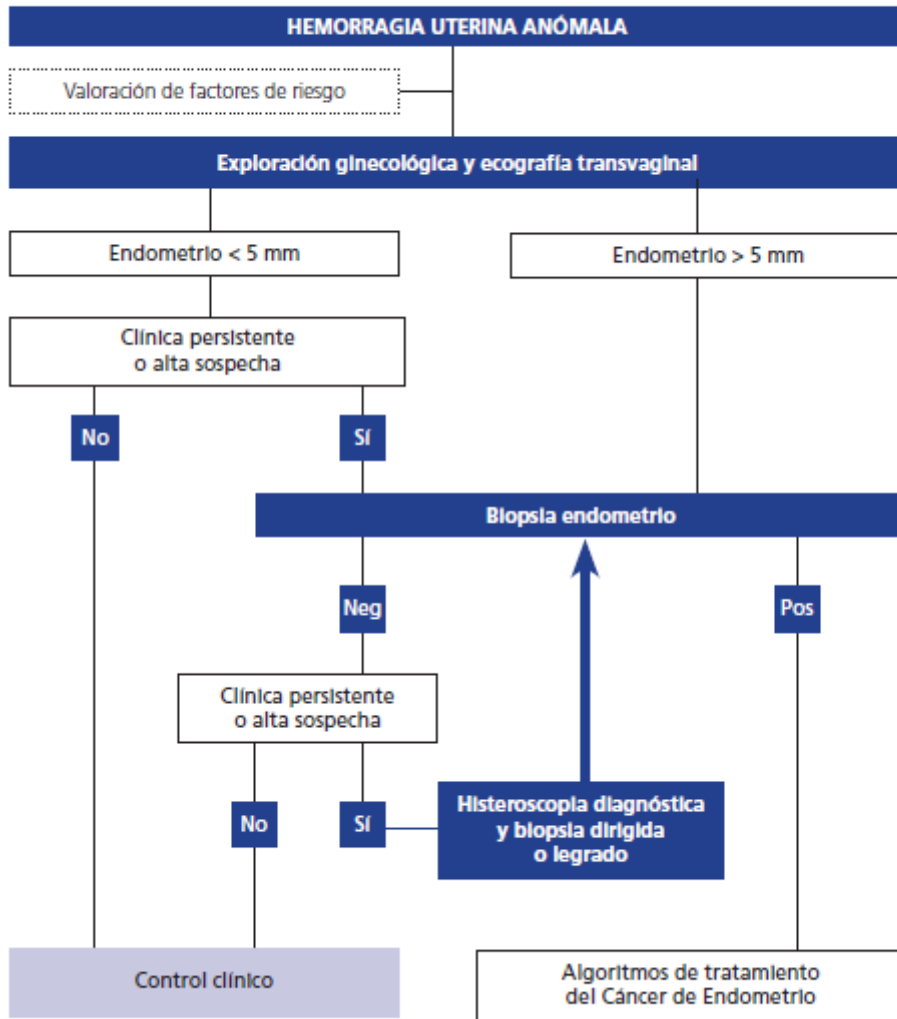 HEMORRAGIA UTERINA ANÓMALA
Valoración de factores de riesgo
Exploración ginecológica y ecografía transvaginal
Endometrio < 5 mm
Endometrio > 5 mm
Clínica persistente
o alta sospecha
No
Sí
Biopsia endometrio
Neg
Pos
Clínica persistente
o alta sospecha
No
Sí
Histeroscopia diagnóstica
y biopsia dirigida
o legrado
Control clínico
Algoritmos de tratamiento
del Cáncer de Endometrio